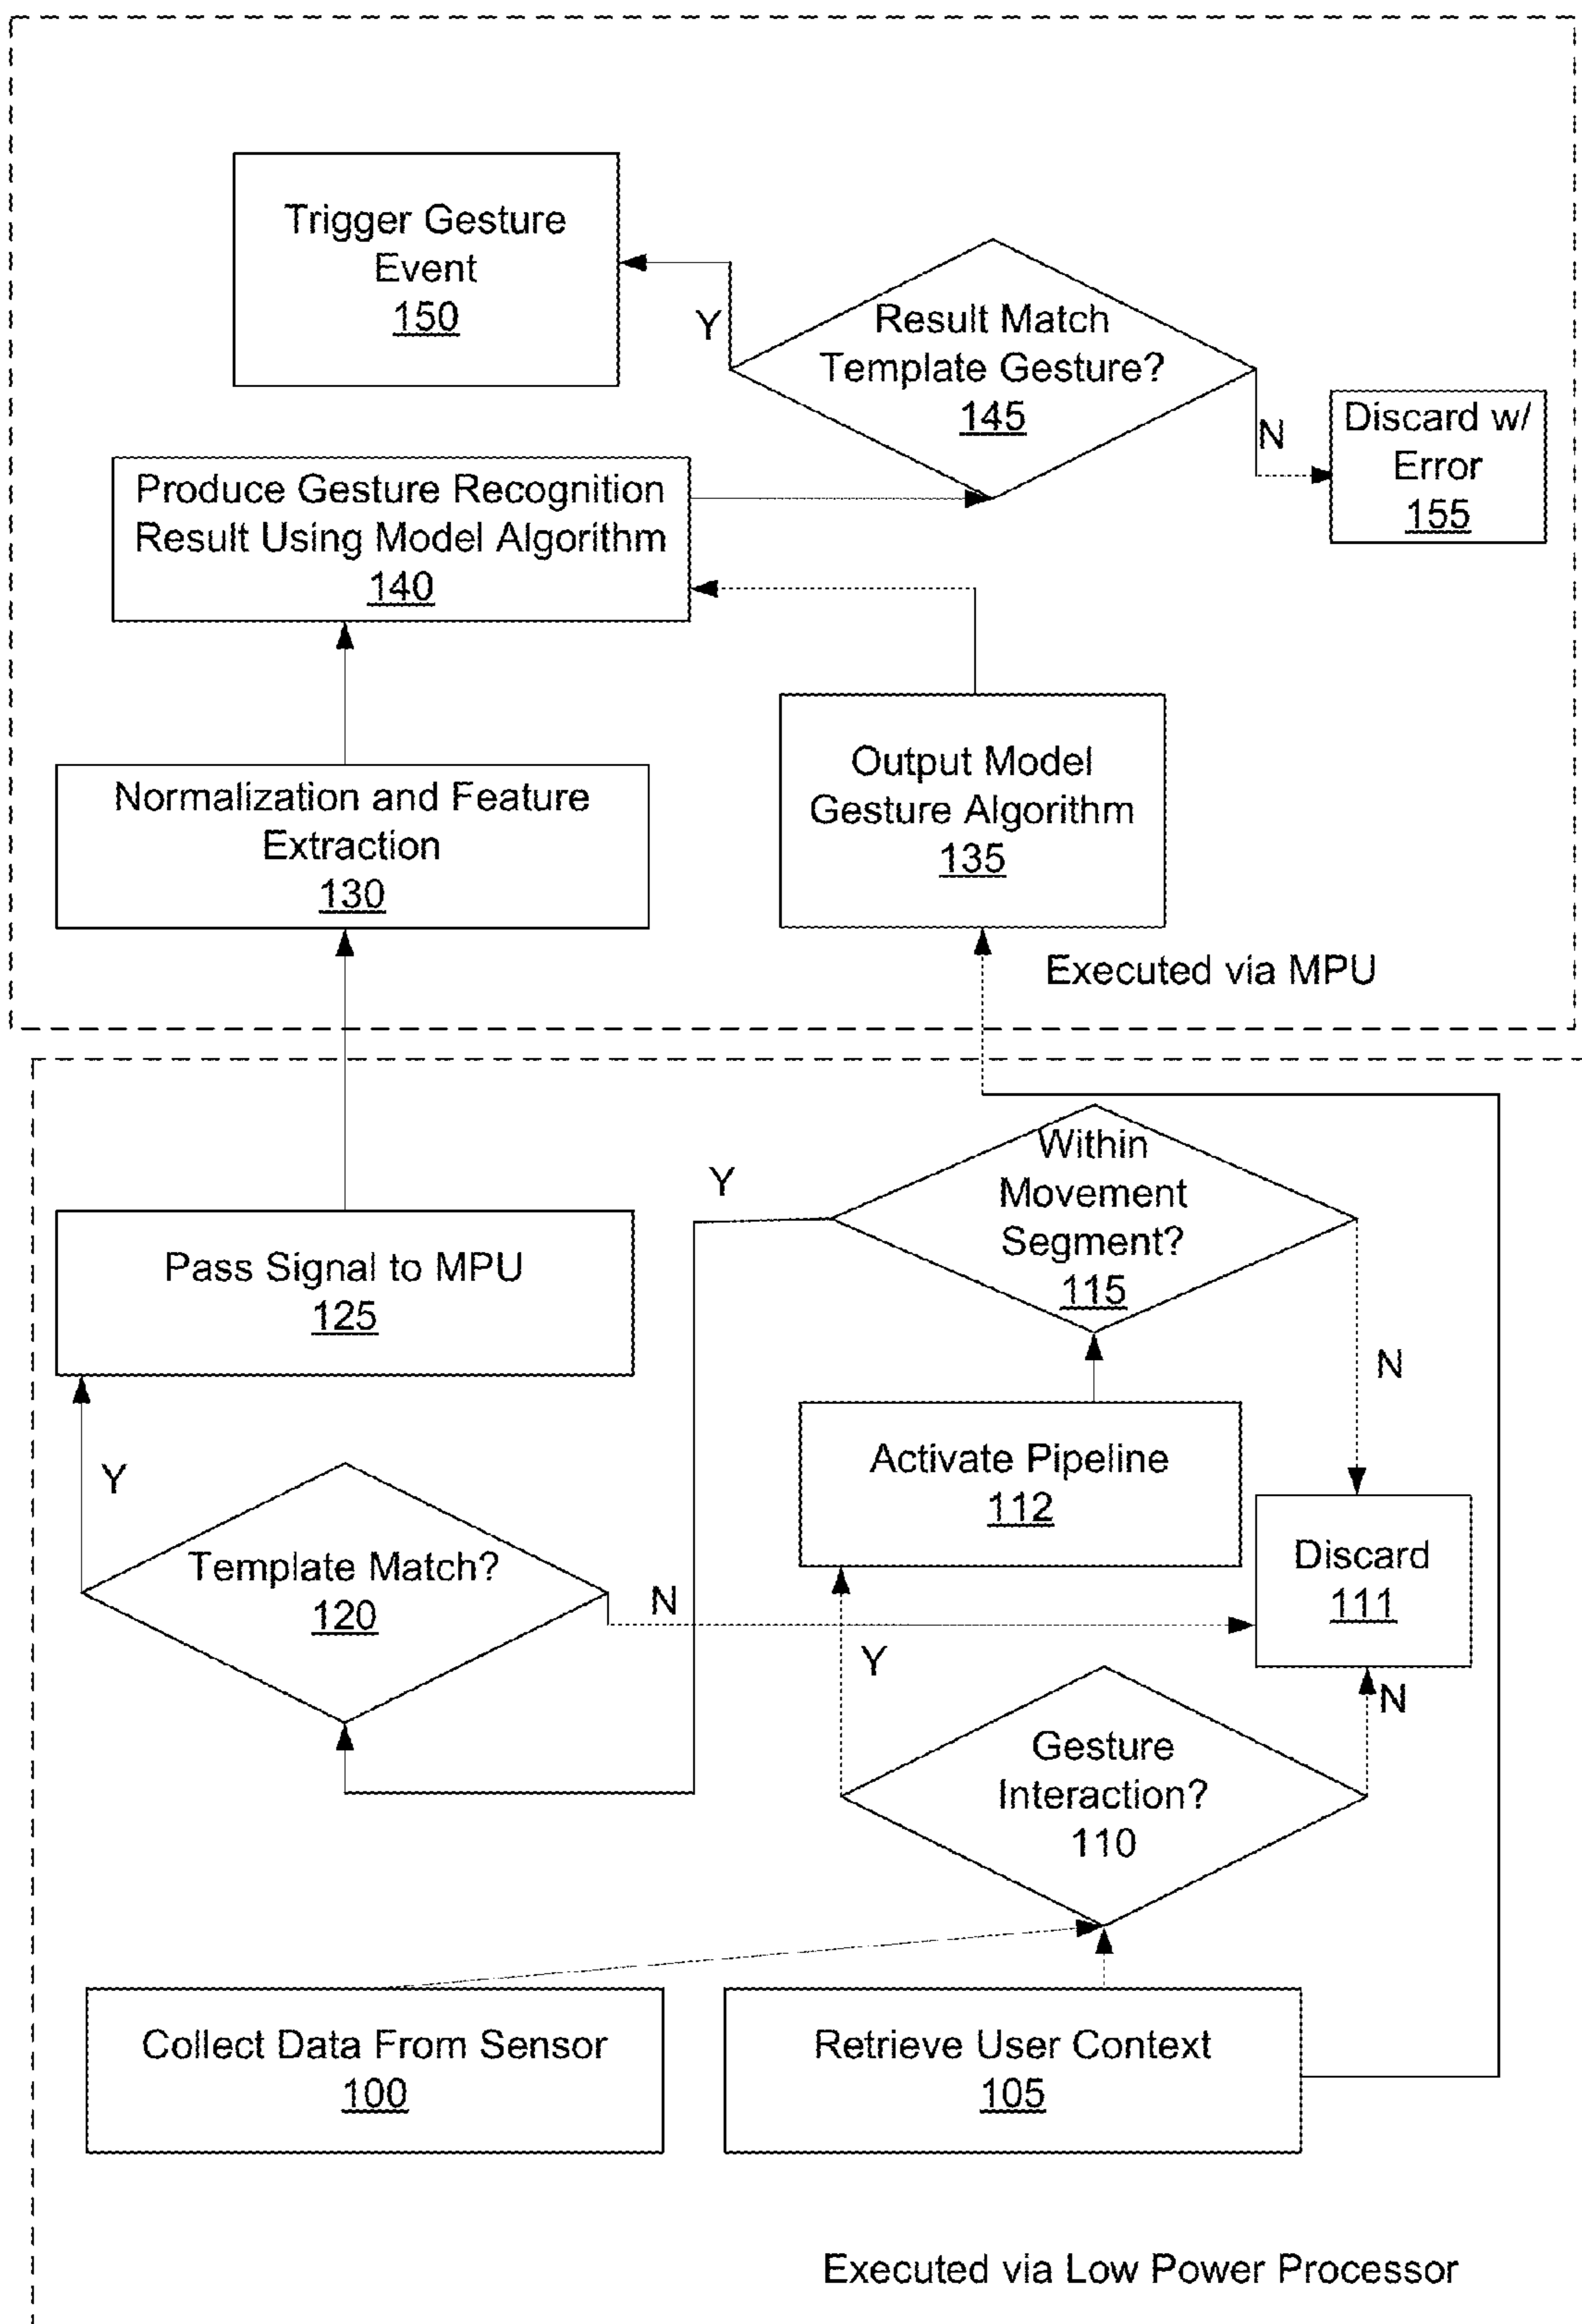 Trigger Gesture
Event
150
Y
Result Match
Template Gesture?
145
N
Discard w/
Error
155
Produce Gesture Recognition
Result Using Model Algorithm
140
Output Model
Gesture Algorithm
135
Normalization and Feature
Extraction
130
Executed via MPU
Within
Movement
Segment?
115
Y
N
Pass Signal to MPU
125
Activate Pipeline
112
Y
Template Match?
120
N
Discard
111
Y
N
Gesture
Interaction?
110
Collect Data From Sensor
100
Retrieve User Context
105
Executed via Low Power Processor